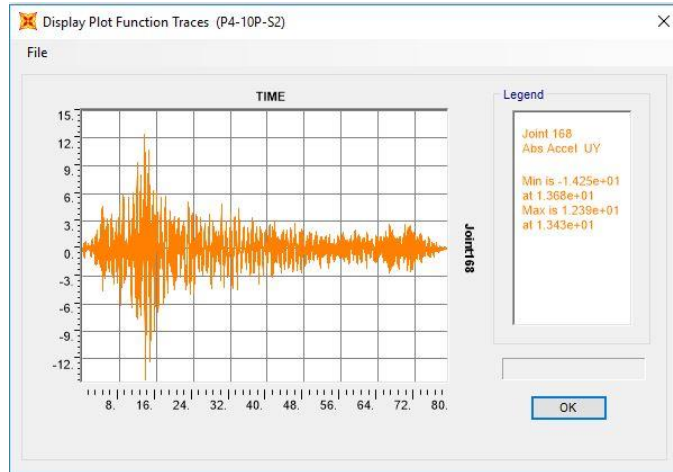 Display Plot Function Traces (P4-10P-S2)
File
TIME
15.
12.
9.
6.
3.
0.
-3.
-6.
-9.
-12.
8. 16. 24. 32. 40. 48. 56. 64. 72. 80.
Joint168
Legend
Joint 168
Abs Accel UY
Min is -1.425e+01
at 1.368e+01
Max is 1.239e+01
at 1.343e+01
OK